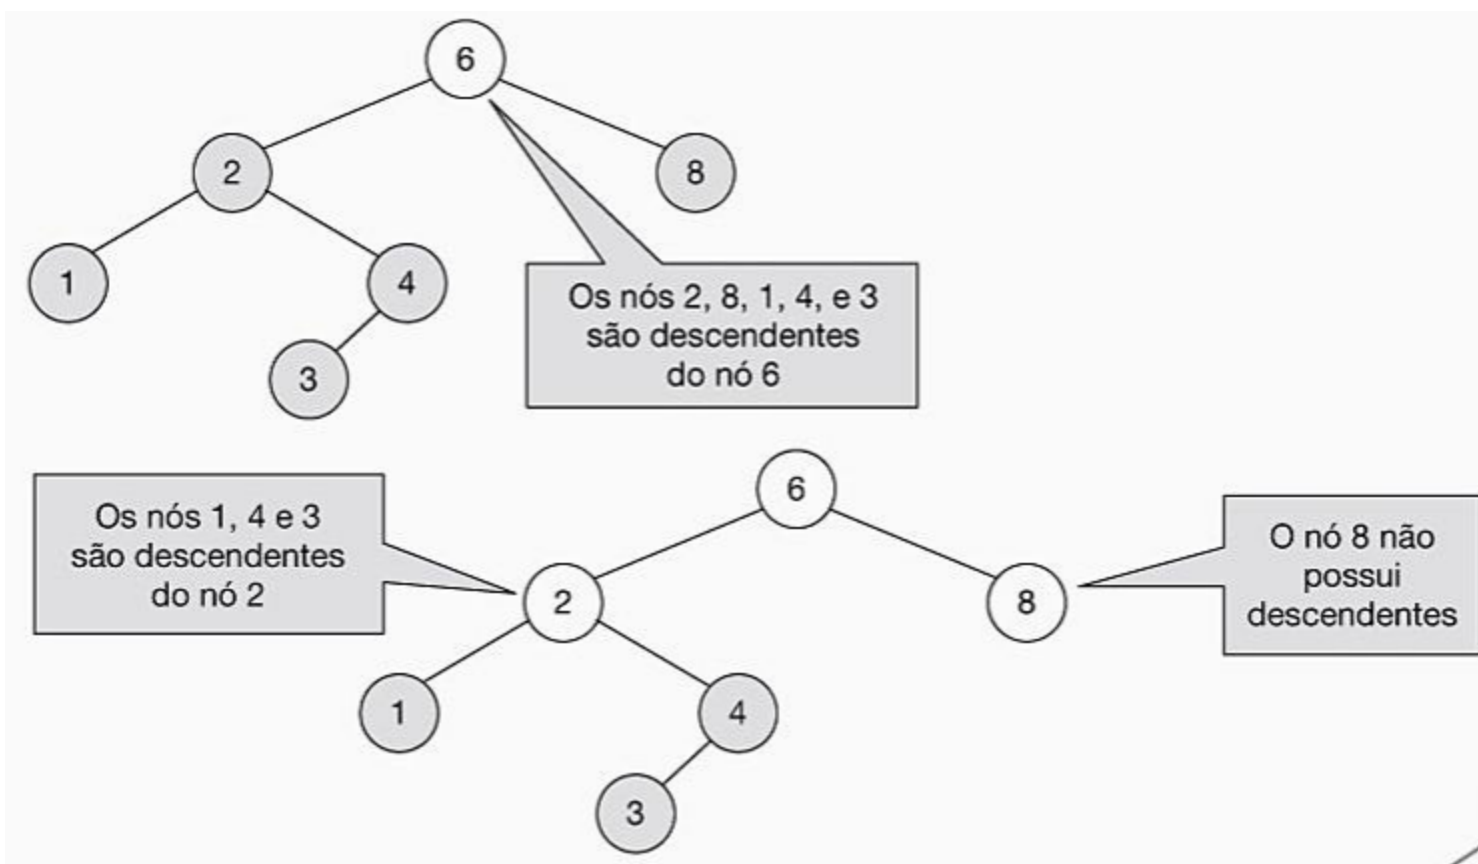 6
2
8
1
4
3
Os nós 2, 8, 1, 4, e 3
são descendentes
do nó 6
6
Os nós 1, 4 e 3
são descendentes
do nó 2
O nó 8 não
possui
descendentes
2
8
1
4
3